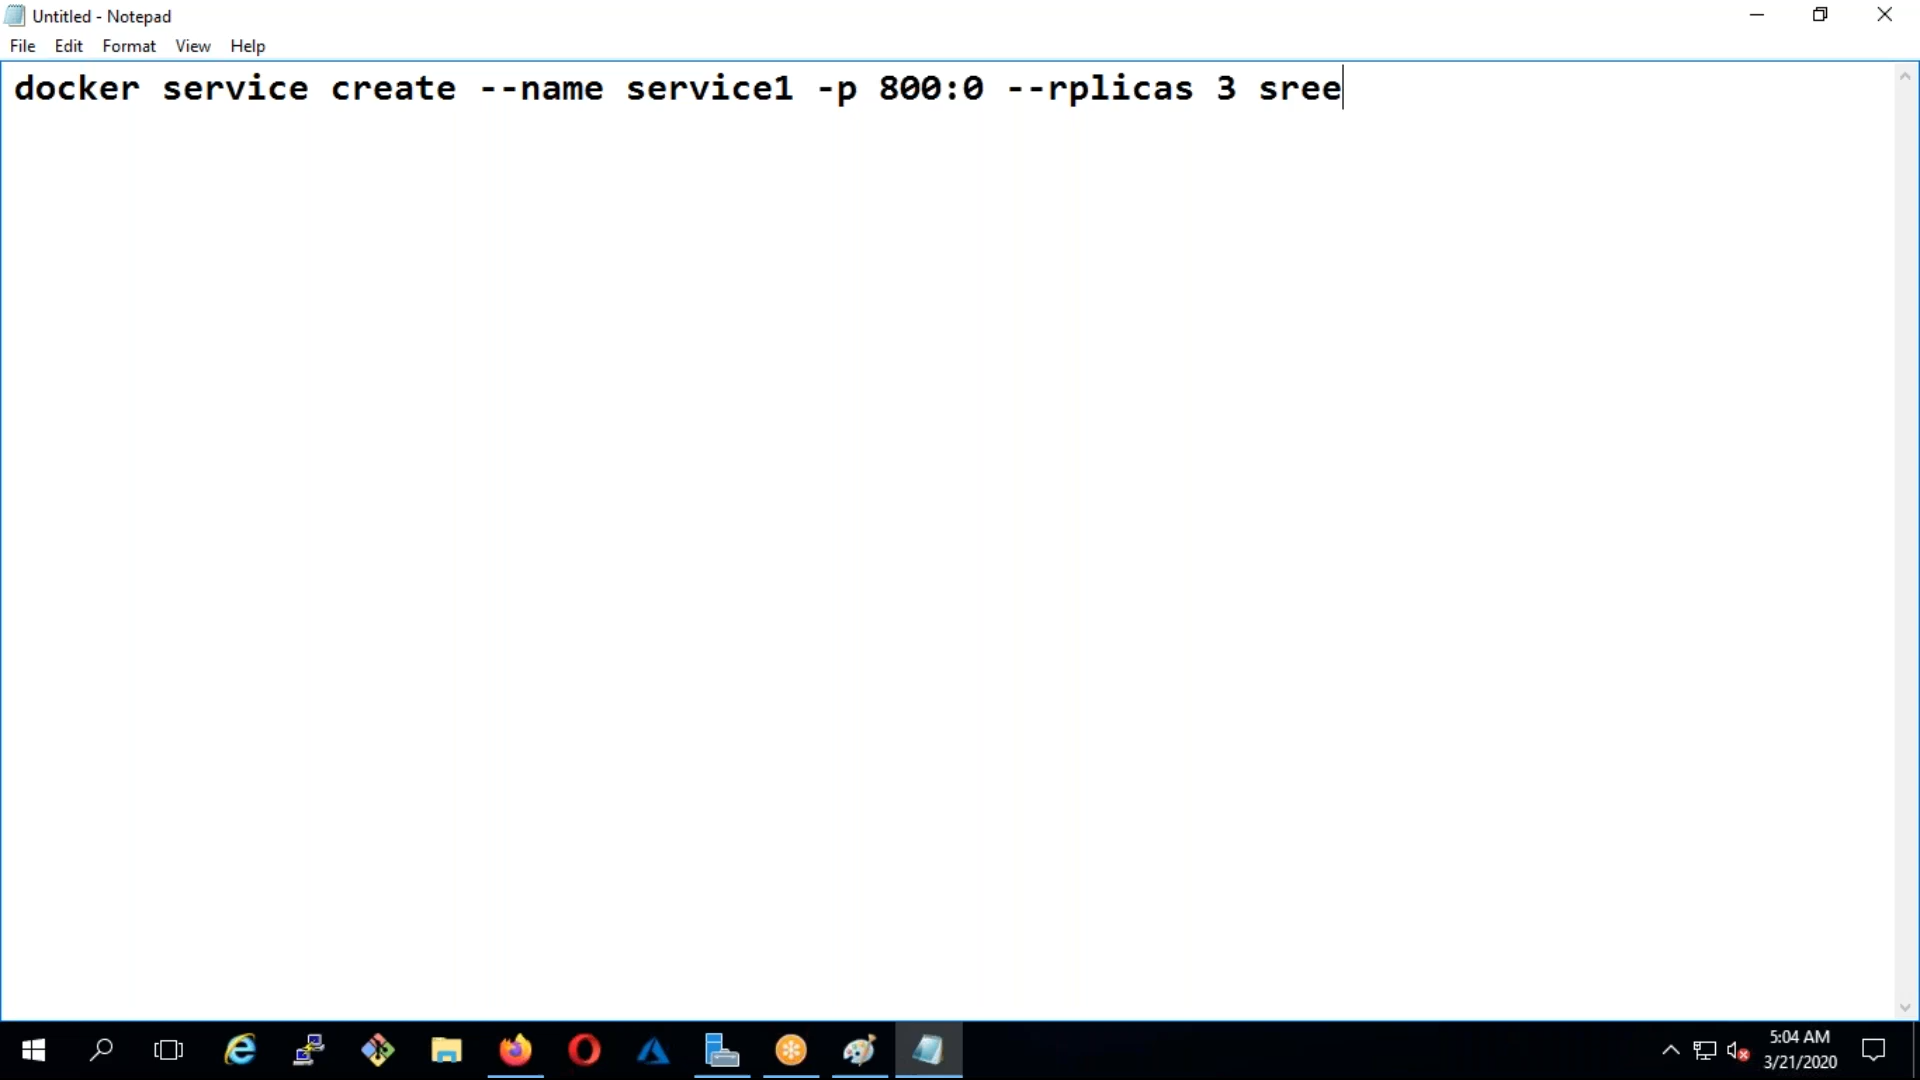 Untitled - Notepad
File Edit Format View Help
docker service create --name service1 -p 800:0 --rplicas 3 sree
5:04 AM
3/21/2020